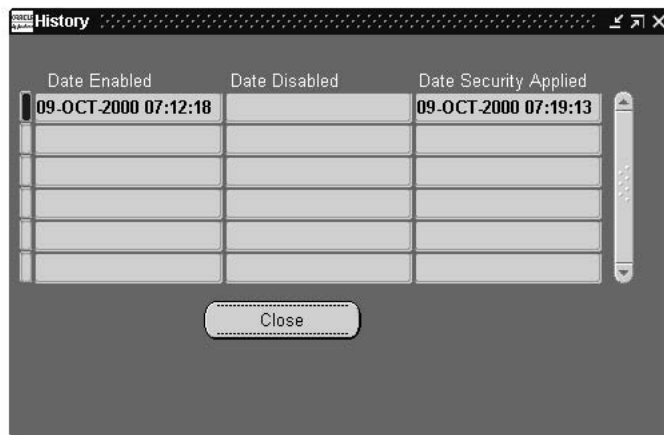 History
Date Enabled Date Disabled Date Security Applied
09-OCT-2000 07:12:18 09-OCT-2000 07:19:13
Close